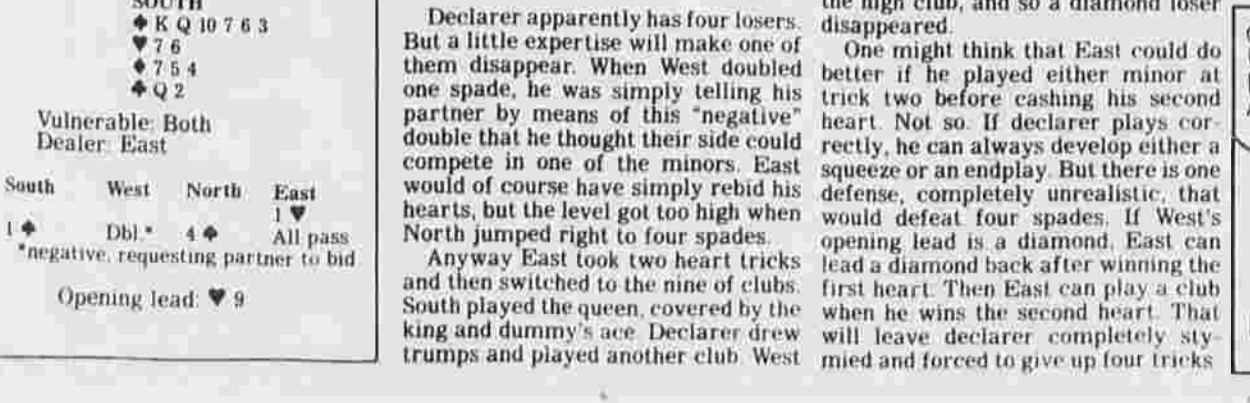 SOUTH
♠ K Q 10 7 6 3
♥ 7 6
♦ 7 5 4
♣ Q 2
Vulnerable: Both
Dealer: East
South West North East
1 ♥
1 ♠ Dbl.* 4 ♠ All pass
*negative, requesting partner to bid
Opening lead: ♥ 9
Declarer apparently has four losers.
But a little expertise will make one of
them disappear. When West doubled
one spade, he was simply telling his
partner by means of this "negative"
double that he thought their side could
compete in one of the minors. East
would of course have simply rebid his
hearts, but the level got too high when
North jumped right to four spades.
Anyway East took two heart tricks
and then switched to the nine of clubs.
South played the queen, covered by the
king and dummy's ace. Declarer drew
trumps and played another club. West
the high club, and so a diamond loser
disappeared.
One might think that East could do
better if he played either minor at
trick two before cashing his second
heart. Not so. If declarer plays cor-
rectly, he can always develop either a
squeeze or an endplay. But there is one
defense, completely unrealistic, that
would defeat four spades. If West's
opening lead is a diamond, East can
lead a diamond back after winning the
first heart. Then East can play a club
when he wins the second heart. That
will leave declarer completely sty-
mied and forced to give up four tricks